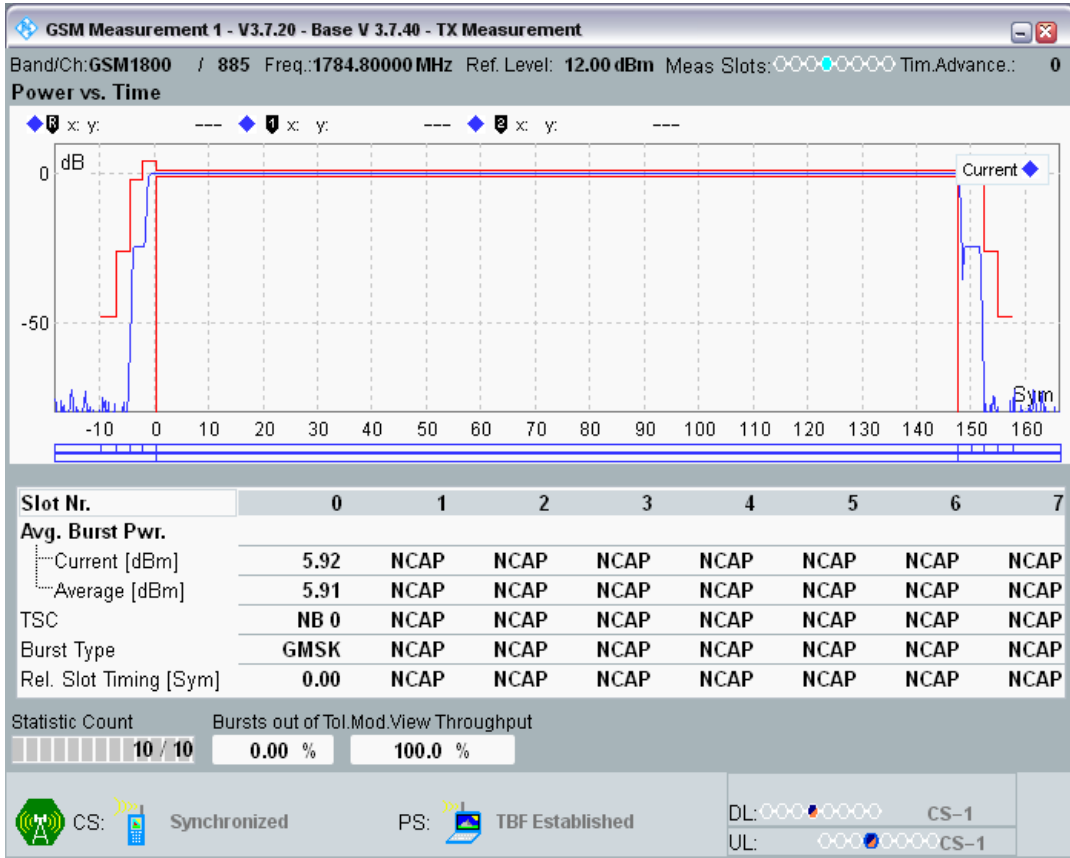 GSM Measurement 1 - V3.7.20 - Base V 3.7.40 - TX Measurement
Band/Ch:GSM1800 / 885 Freq.:1784.80000 MHz Ref. Level: 12.00 dBm Meas Slots: Tim.Advance.: 0
Power vs. Time
R x: y: --- 1 x: y: --- 2 x: y: ---
dB
Current
0
-50
Sym
-10 0 10 20 30 40 50 60 70 80 90 100 110 120 130 140 150 160
Slot Nr. 0 1 2 3 4 5 6 7
Avg. Burst Pwr.
Current [dBm] 5.92 NCAP NCAP NCAP NCAP NCAP NCAP NCAP
Average [dBm] 5.91 NCAP NCAP NCAP NCAP NCAP NCAP NCAP
TSC NB 0 NCAP NCAP NCAP NCAP NCAP NCAP NCAP
Burst Type GMSK NCAP NCAP NCAP NCAP NCAP NCAP NCAP
Rel. Slot Timing [Sym] 0.00 NCAP NCAP NCAP NCAP NCAP NCAP NCAP
Statistic Count Bursts out of Tol. Mod.View Throughput
10 / 10 0.00 % 100.0 %
CS: Synchronized PS: TBF Established
DL: CS-1
UL: CS-1